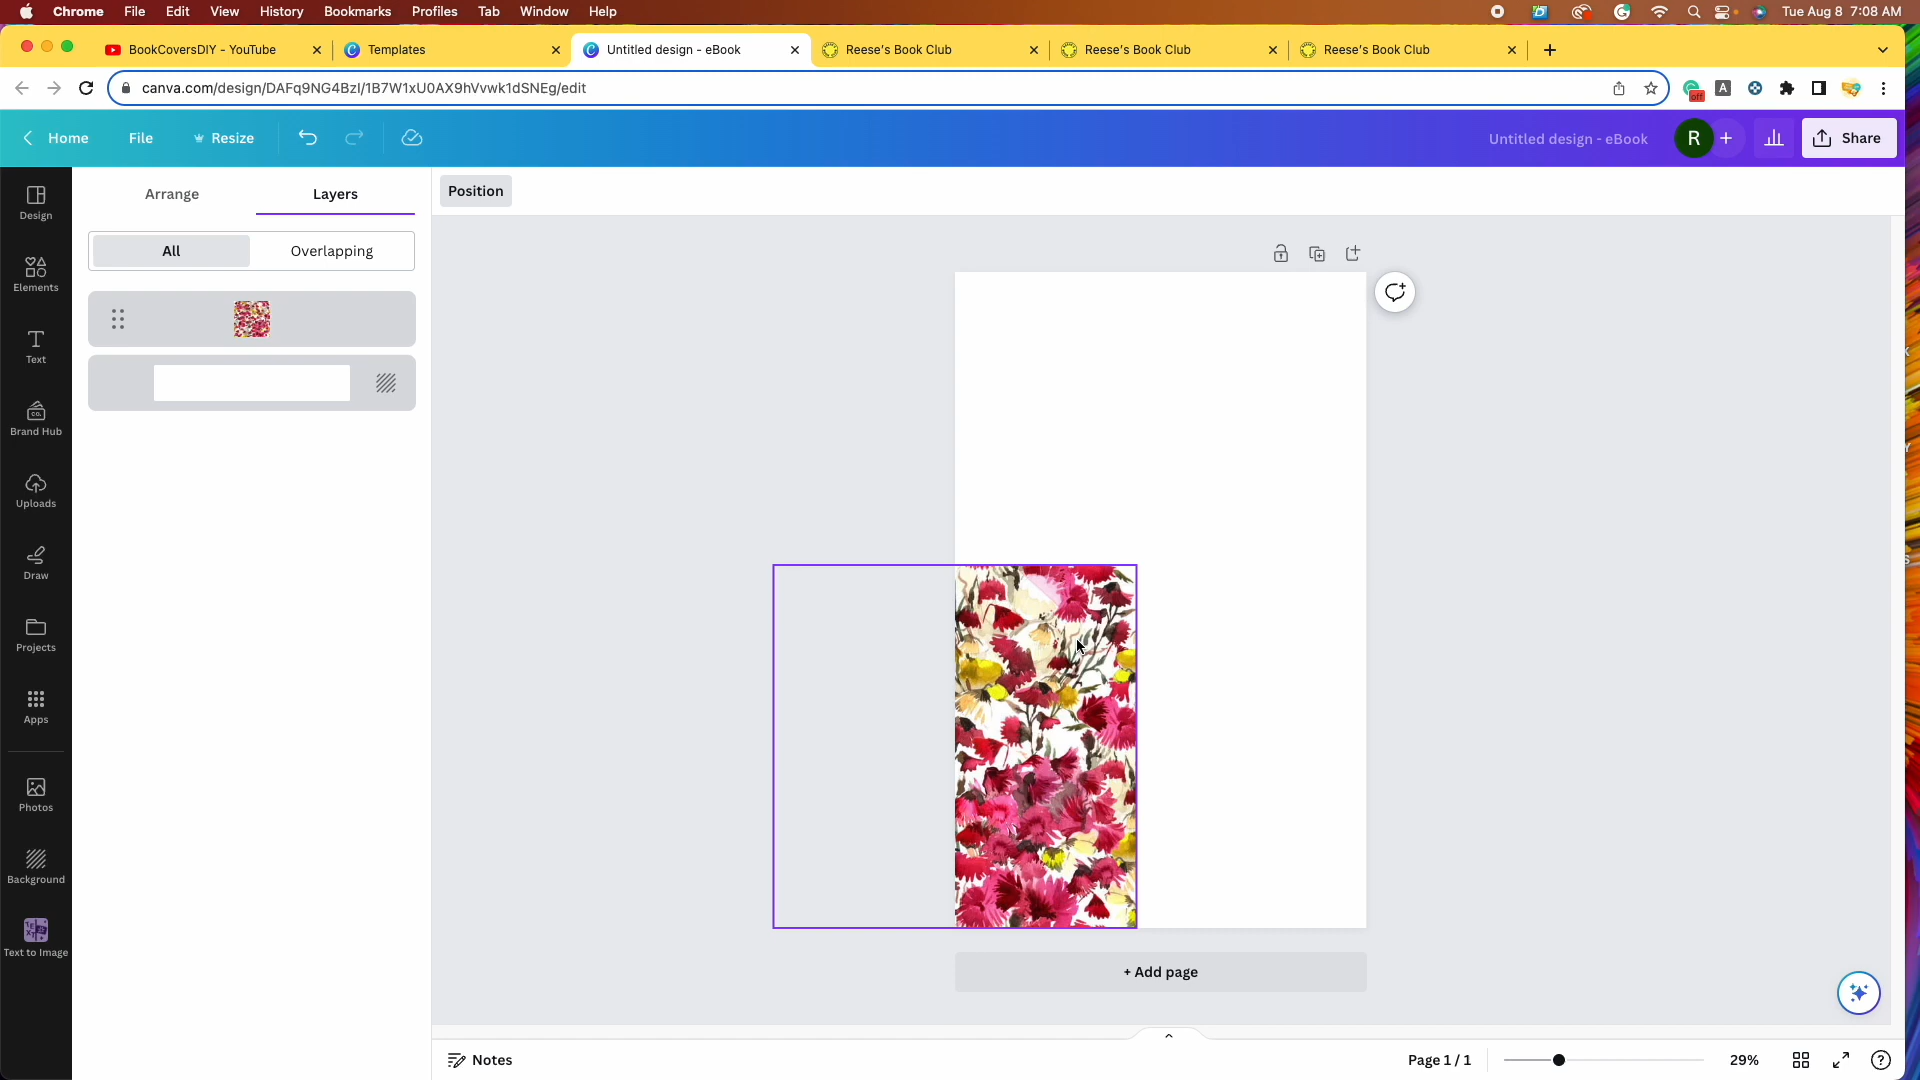 Chrome File Edit View History Bookmarks Profiles Tab Window Help Tue Aug 8 7:08 AM
BookCoversDIY - YouTube Templates Untitled design - eBook Reese's Book Club Reese's Book Club Reese's Book Club
canva.com/design/DAFq9NG4BzI/1B7W1xU0AX9hVvwk1dSNEg/edit
off A
Home File Resize Untitled design - eBook R + Share
Arrange Layers Position
All Overlapping
Design
Elements
Text
CO.
Brand Hub
Uploads
Draw
Projects
Apps
Photos
Background
Text to Image
+ Add page
Notes Page 1 / 1 29%